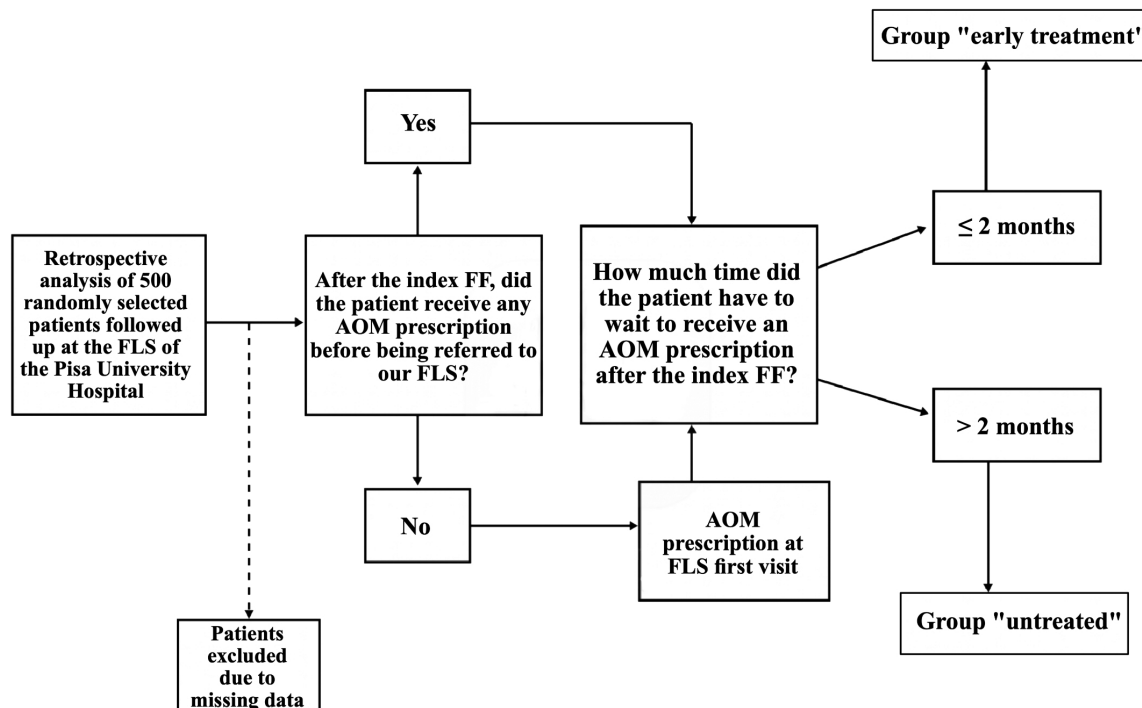 Retrospective
analysis of 500
randomly selected
patients followed
up at the FLS of
the Pisa University
Hospital
Patients
excluded
due to
missing data
After the index FF, did
the patient receive any
AOM prescription
before being referred to
our FLS?
Yes
No
AOM
prescription at
FLS first visit
How much time did
the patient have to
wait to receive an
AOM prescription
after the index FF?
≤ 2 months
Group "early treatment"
> 2 months
Group "untreated"